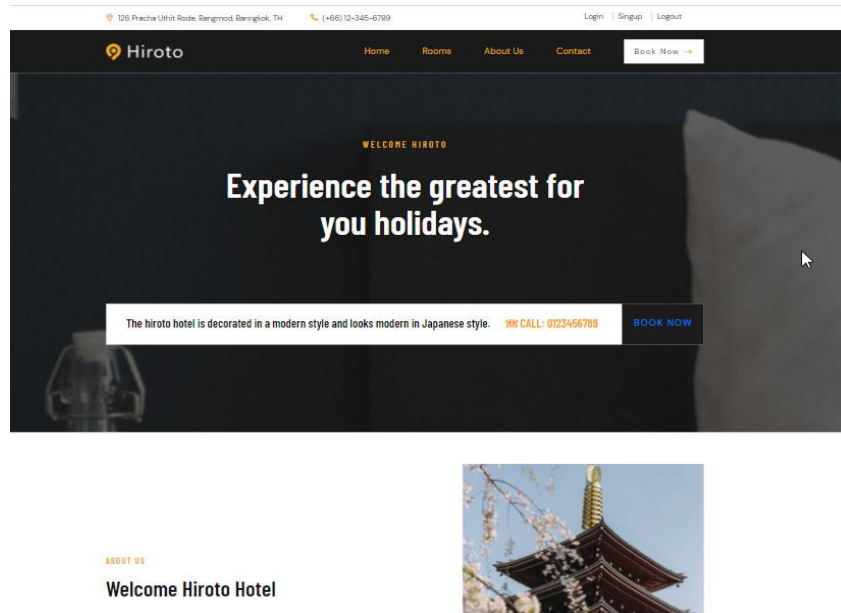 126 Pracha Uthit Rode, Bangmod, Banngkok, TH (+66) 12-345-6789 Login Singup Logout
Hiroto Home Rooms About Us Contact Book Now →
WELCOME HIROTO
Experience the greatest for
you holidays.
The hiroto hotel is decorated in a modern style and looks modern in Japanese style. ☏ CALL: 0123456789 BOOK NOW
ABOUT US
Welcome Hiroto Hotel